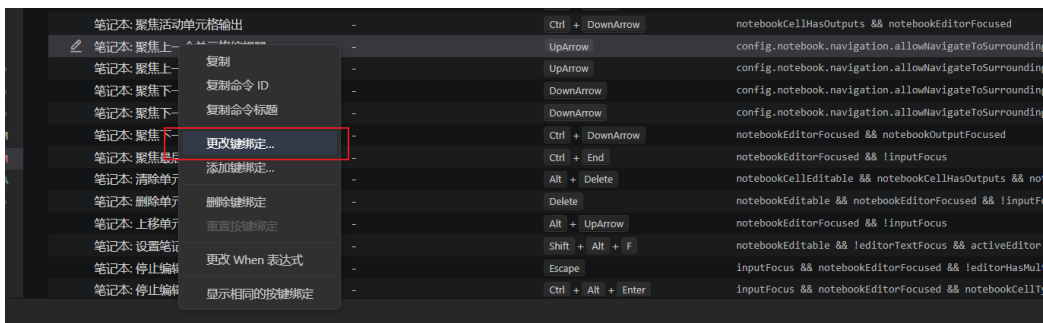 笔记本: 聚焦活动单元格输出 - Ctrl + DownArrow notebookCellHasOutputs && notebookEditorFocused
笔记本: 聚焦上一 UpArrow config.notebook.navigation.allowNavigateToSurrounding
复制
笔记本: 聚焦上一 - UpArrow config.notebook.navigation.allowNavigateToSurrounding
复制命令 ID
笔记本: 聚焦下一 - DownArrow config.notebook.navigation.allowNavigateToSurrounding
复制命令标题
笔记本: 聚焦下一 - DownArrow config.notebook.navigation.allowNavigateToSurrounding
笔记本: 聚焦下一 - Ctrl + DownArrow notebookEditorFocused && notebookOutputFocused
更改键绑定...
笔记本: 聚焦最后 - Ctrl + End notebookEditorFocused && !inputFocus
添加键绑定...
笔记本: 清除单元 - Alt + Delete notebookCellEditable && notebookCellHasOutputs && no
删除键绑定
笔记本: 删除单元 - Delete notebookEditable && notebookEditorFocused && !inputF
重置按键绑定
笔记本: 上移单元 - Alt + UpArrow notebookEditorFocused && !inputFocus
笔记本: 设置笔记 - Shift + Alt + F notebookEditable && !editorTextFocus && activeEditor
更改 When 表达式
笔记本: 停止编辑 - Escape inputFocus && notebookEditorFocused && !editorHasMul
显示相同的按键绑定
笔记本: 停止编辑 - Ctrl + Alt + Enter inputFocus && notebookEditorFocused && notebookCellTy